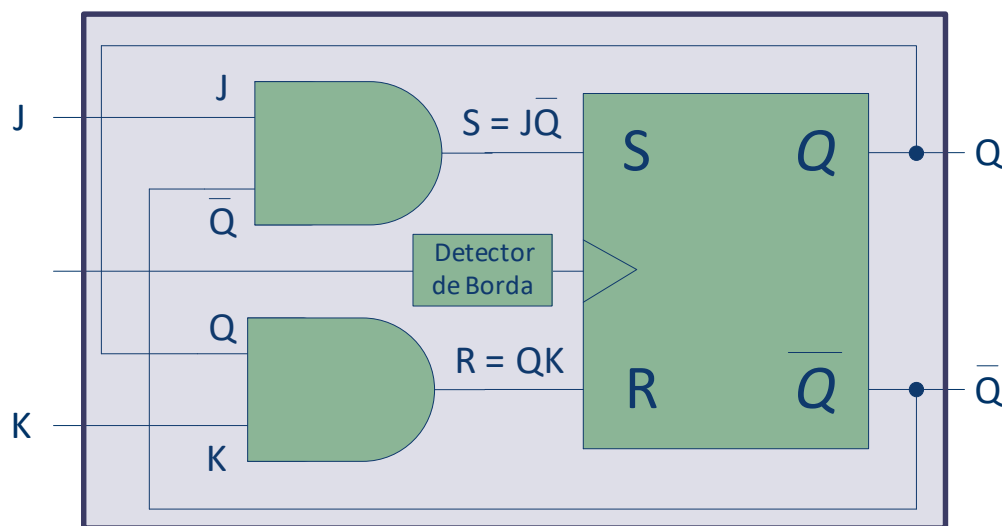 J
J
S = JQ̅
S
Q
Q
Q̅
Detector
de Borda
Q
R = QK
R
Q̅
Q̅
K
K